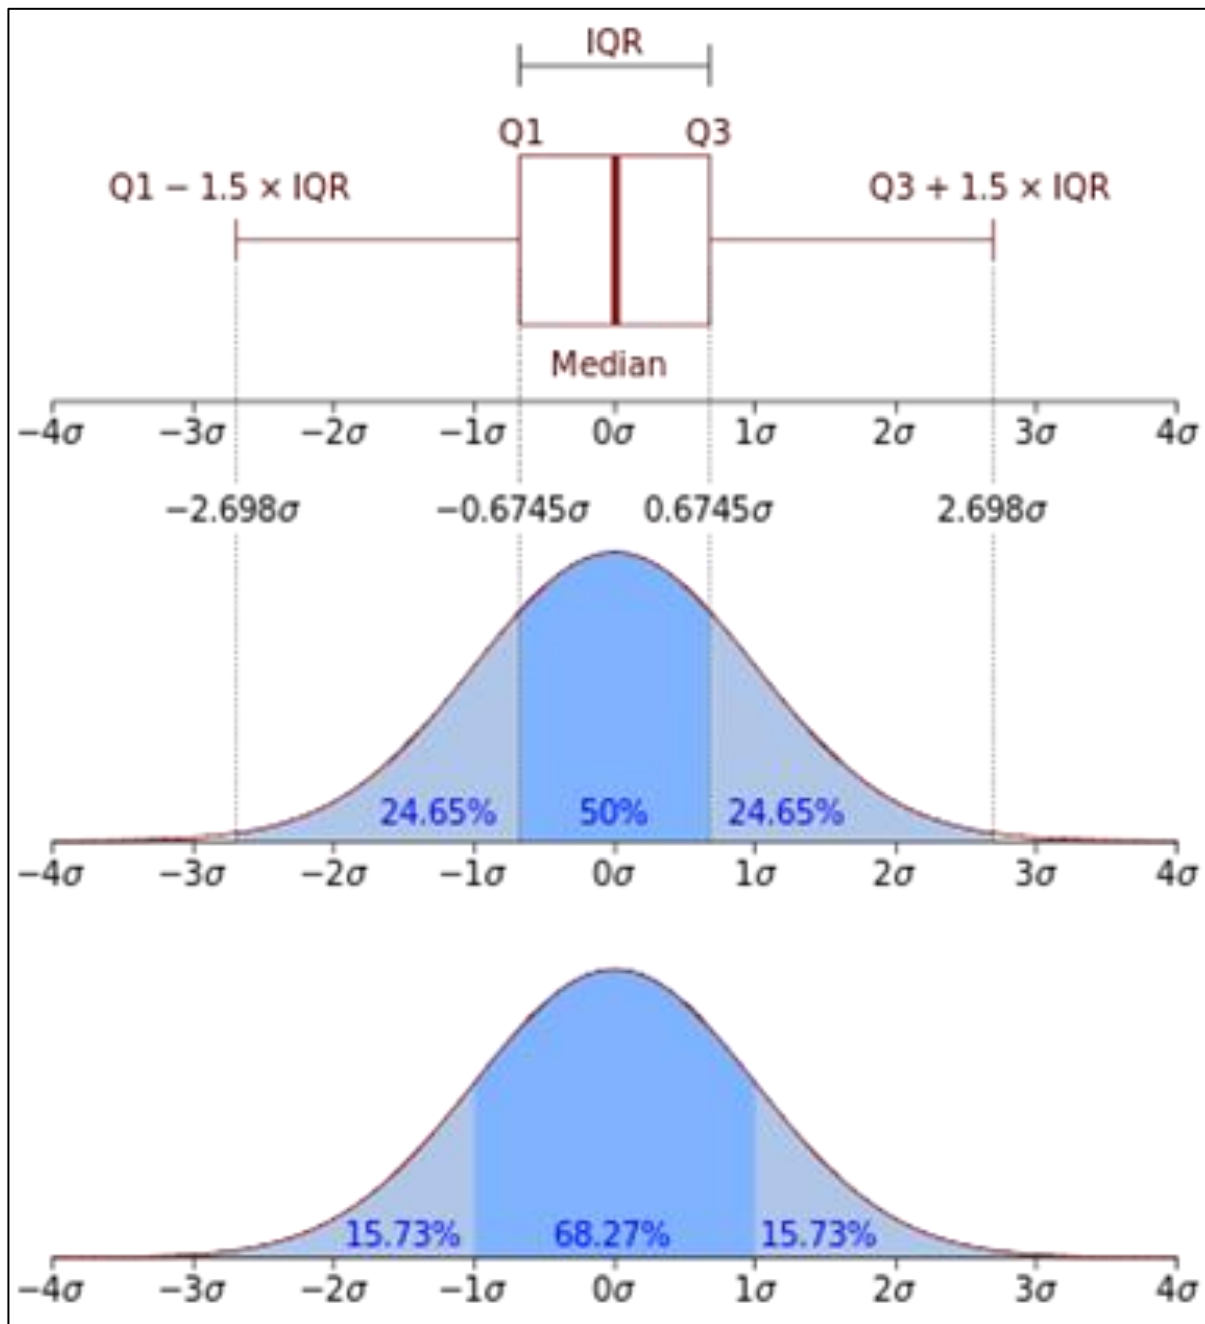 IQR
Q1 Q3
Q1 − 1.5 × IQR Q3 + 1.5 × IQR
Median
−4σ −3σ −2σ −1σ 0σ 1σ 2σ 3σ 4σ
−2.698σ −0.6745σ 0.6745σ 2.698σ
24.65% 50% 24.65%
−4σ −3σ −2σ −1σ 0σ 1σ 2σ 3σ 4σ
15.73% 68.27% 15.73%
−4σ −3σ −2σ −1σ 0σ 1σ 2σ 3σ 4σ